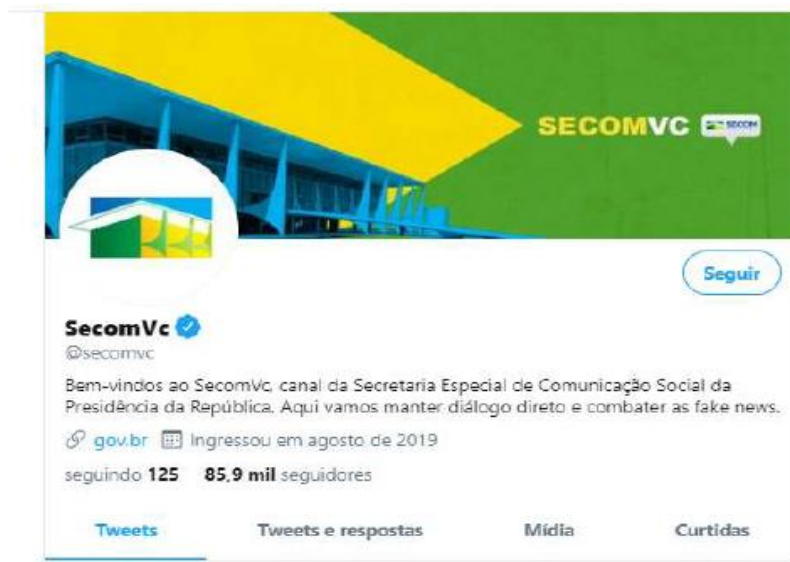 SECOMVC SECOM
Seguir
SecomVc
@secomvc
Bem-vindos ao SecomVc, canal da Secretaria Especial de Comunicação Social da
Presidência da República. Aqui vamos manter diálogo direto e combater as fake news.
gov.br Ingressou em agosto de 2019
seguindo 125 85,9 mil seguidores
Tweets Tweets e respostas Mídia Curtidas